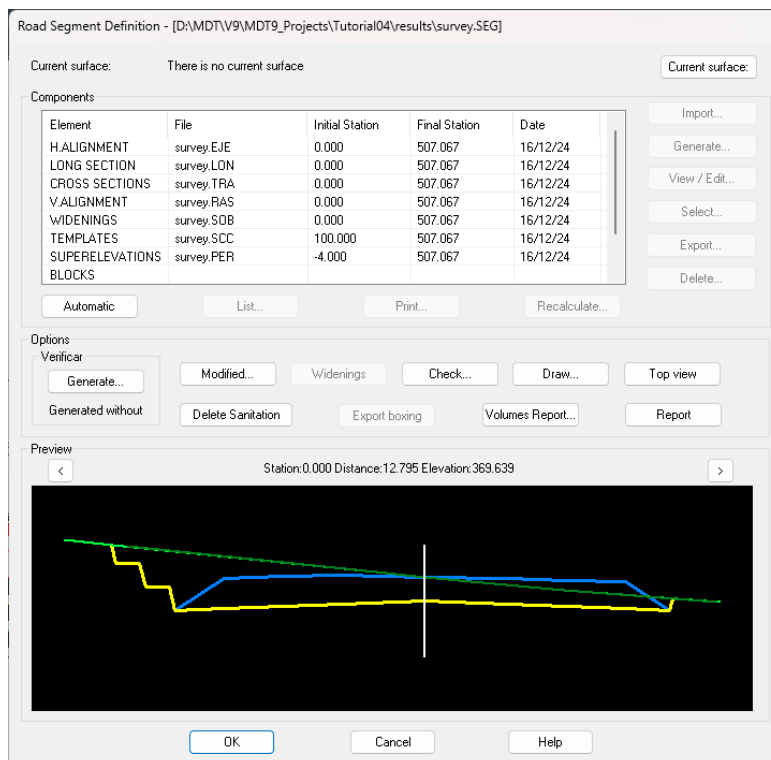 Road Segment Definition - [D:\MDT\V9\MDT9_Projects\Tutorial04\results\survey.SEG]
Current surface: There is no current surface Current surface:
Components
Element File Initial Station Final Station Date
H.ALIGNMENT survey.EJE 0.000 507.067 16/12/24
LONG SECTION survey.LON 0.000 507.067 16/12/24
CROSS SECTIONS survey.TRA 0.000 507.067 16/12/24
V.ALIGNMENT survey.RAS 0.000 507.067 16/12/24
WIDENINGS survey.SOB 0.000 507.067 16/12/24
TEMPLATES survey.SCC 100.000 507.067 16/12/24
SUPERELEVATIONS survey.PER -4.000 507.067 16/12/24
BLOCKS
Import...
Generate...
View / Edit...
Select...
Export...
Delete...
Automatic List... Print... Recalculate...
Options
Verificar
Generate... Modified... Widenings Check... Draw... Top view
Generated without Delete Sanitation Export boxing Volumes Report... Report
Preview
< Station:0.000 Distance:12.795 Elevation:369.639 >
OK Cancel Help